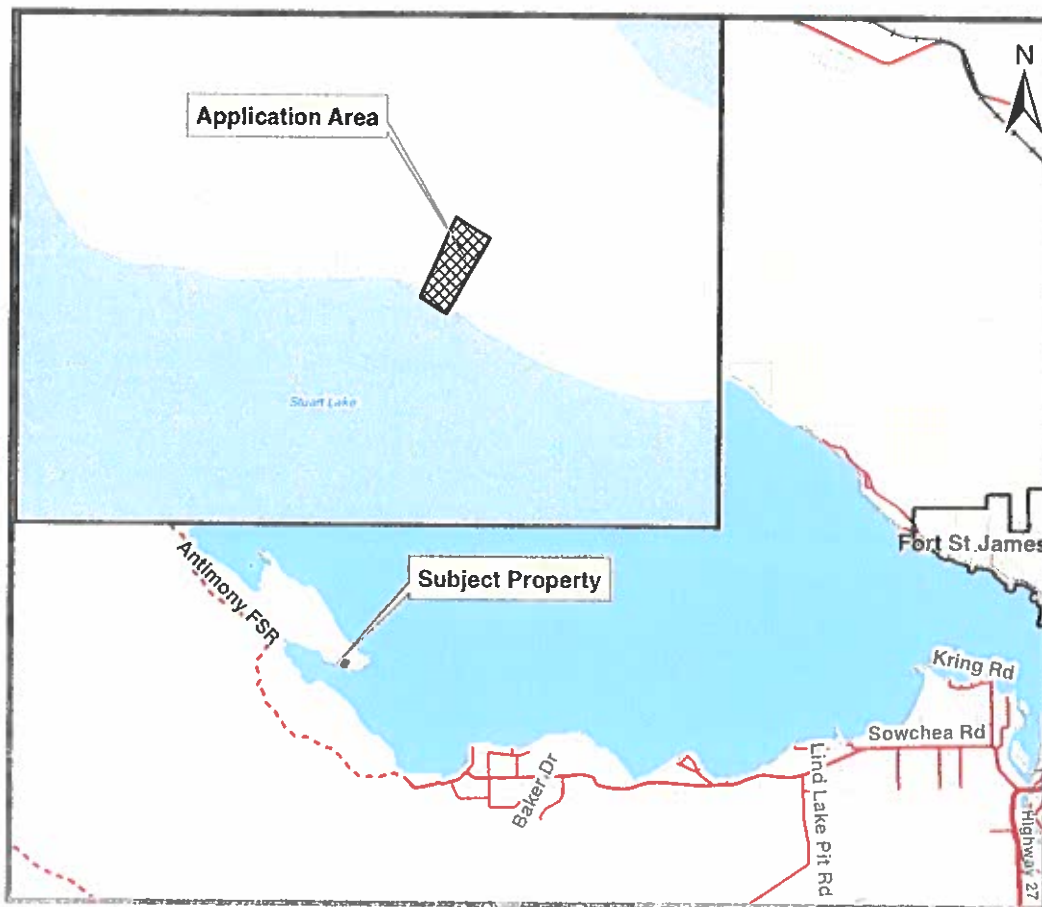 Application Area
N
Stuart Lake
Fort St.James
Antimony FSR
Subject Property
Kring Rd
Sowchea Rd
Baker Dr
Lind Lake Pit Rd
Highway 27